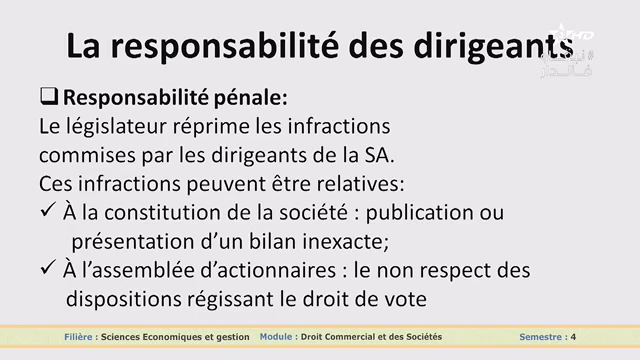 La responsabilité des dirigeants
Responsabilité pénale:
Le législateur réprime les infractions
commises par les dirigeants de la SA.
Ces infractions peuvent être relatives:
À la constitution de la société : publication ou
présentation d’un bilan inexacte;
À l’assemblée d’actionnaires : le non respect des
dispositions régissant le droit de vote
Filière : Sciences Economiques et gestion Module : Droit Commercial et des Sociétés Semestre : 4